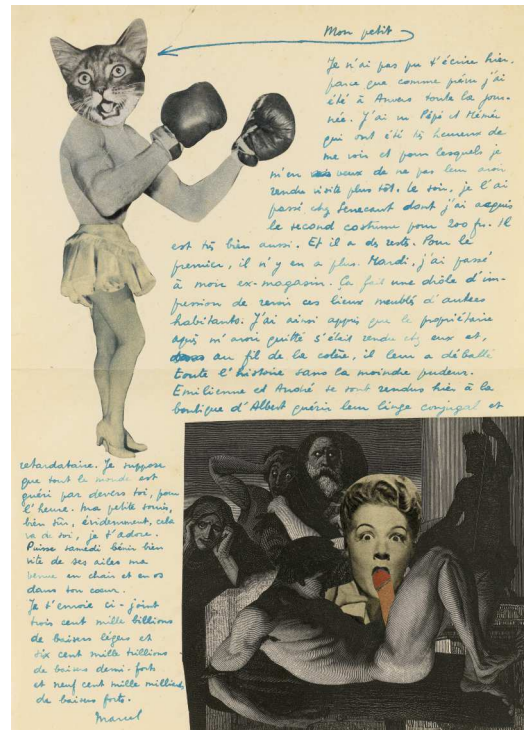 Mon petit
Je n'ai pas pu t'écrire hier.
parce que comme prévu j'ai
été à Anvers toute la jour-
née. J'ai vu Pépé et Mémé
qui ont été très heureux de
me voir et pour lesquels je
m'en veux de ne pas leur avoir
rendu visite plus tôt. Le soir, je l'ai
passé chez Senecaut dont j'ai acquis
le second costume pour 200 frs. Il
est très bien aussi. Et il a ds reste. Pour le
premier, il n'y en a plus. Mardi, j'ai passé
à mon ex-magasin. Ça fait une drôle d'im-
pression de revoir ces lieux meublés d'autres
habitants. J'ai ainsi appris que le propriétaire
après m'avoir quitté s'était rendu chez eux et,
au fil de la colère, il leur a déballé
toute l'histoire sans la moindre pudeur.
Emilienne et André se sont rendus hier à la
boutique d'Albert quérir leur linge conjugal et
retardataire. Je suppose
que tout le monde est
guéri par devers toi, pour
l'heure. Ma petite souris,
bien sûr, évidemment, cela
va de soi, je t'adore.
Puisse samedi bénir bien
vite de ses ailes ma
venue en chair et en os
dans ton cœur.
Je t'envoie ci-joint
trois cent mille billions
de baisers légers et
dix cent mille trillions
de baisers demi-forts
et neuf cent mille milliards
de baisers forts.
Marcel